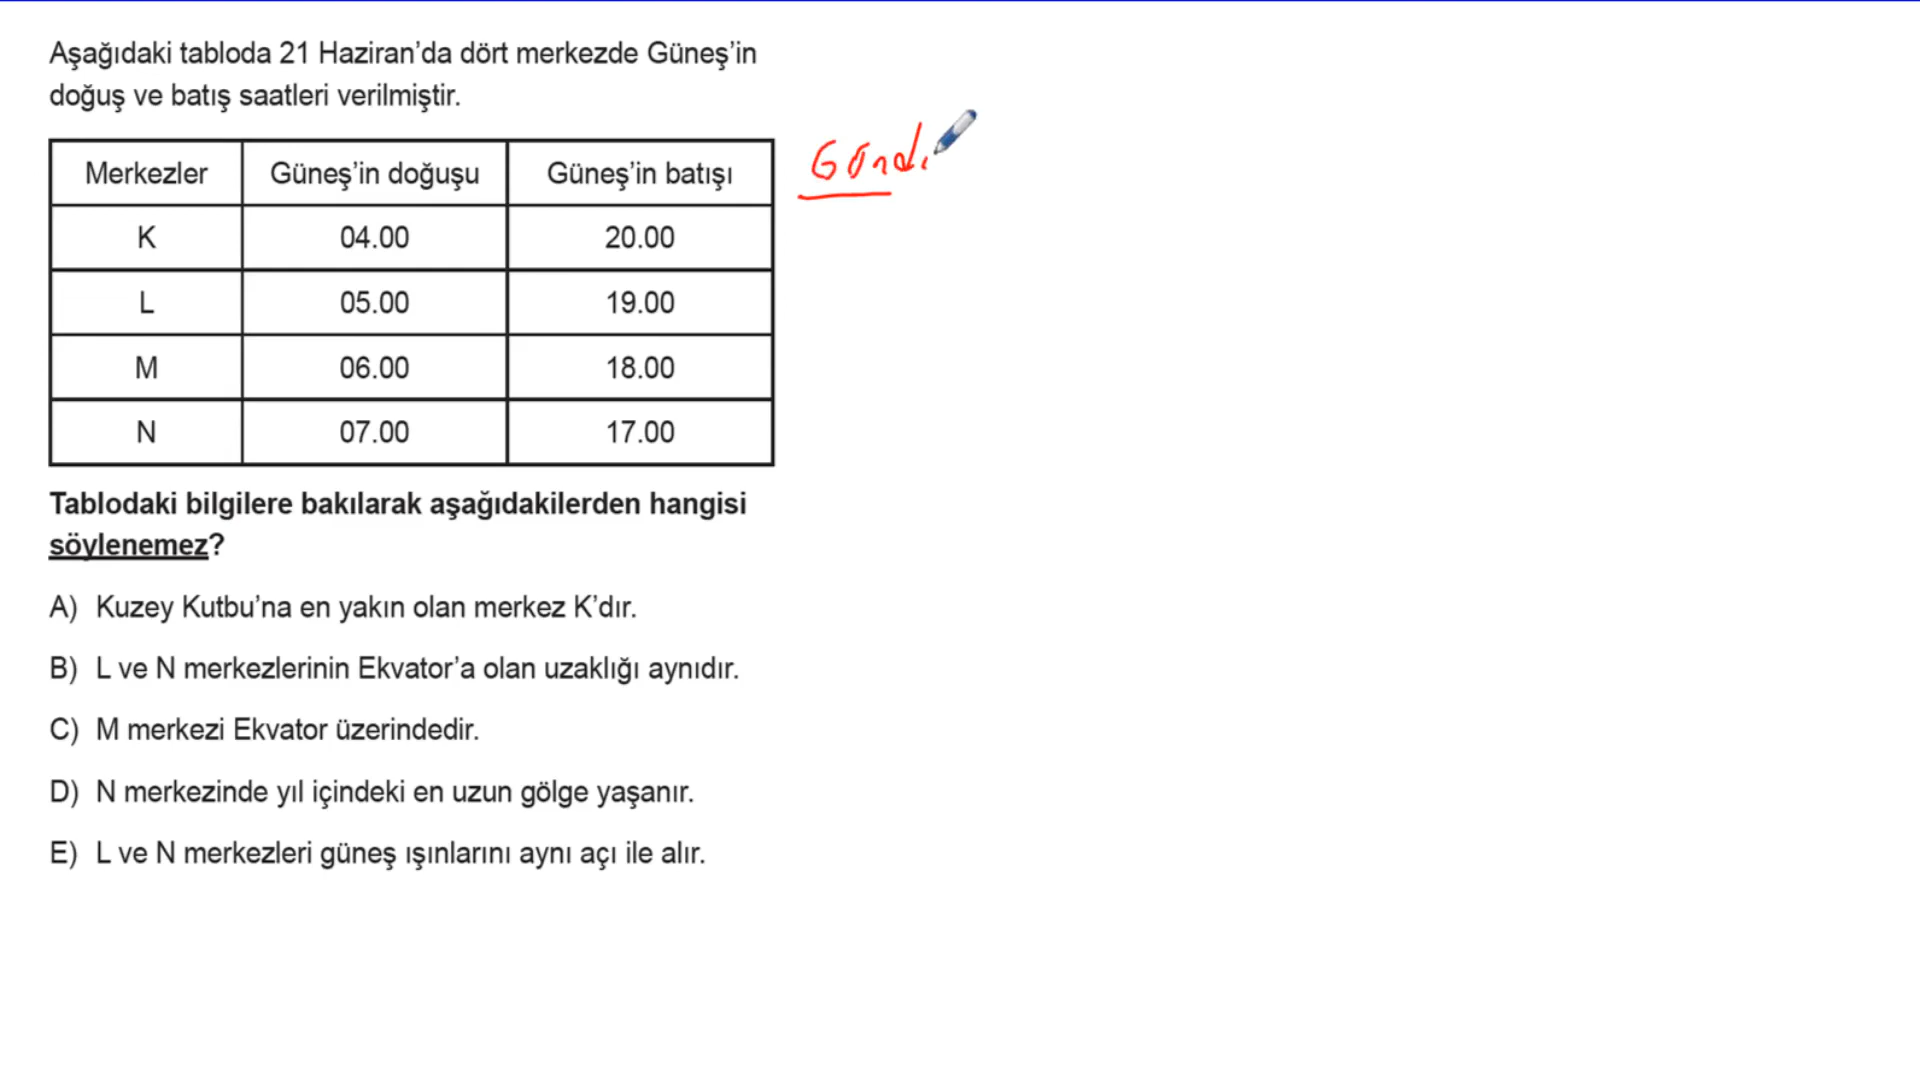 Aşağıdaki tabloda 21 Haziran'da dört merkezde Güneş'in
doğuş ve batış saatleri verilmiştir.
Merkezler Güneş'in doğuşu Güneş'in batışı
K 04.00 20.00
L 05.00 19.00
M 06.00 18.00
N 07.00 17.00
Gündi
Tablodaki bilgilere bakılarak aşağıdakilerden hangisi
söylenemez?
A) Kuzey Kutbu'na en yakın olan merkez K'dır.
B) L ve N merkezlerinin Ekvator'a olan uzaklığı aynıdır.
C) M merkezi Ekvator üzerindedir.
D) N merkezinde yıl içindeki en uzun gölge yaşanır.
E) L ve N merkezleri güneş ışınlarını aynı açı ile alır.